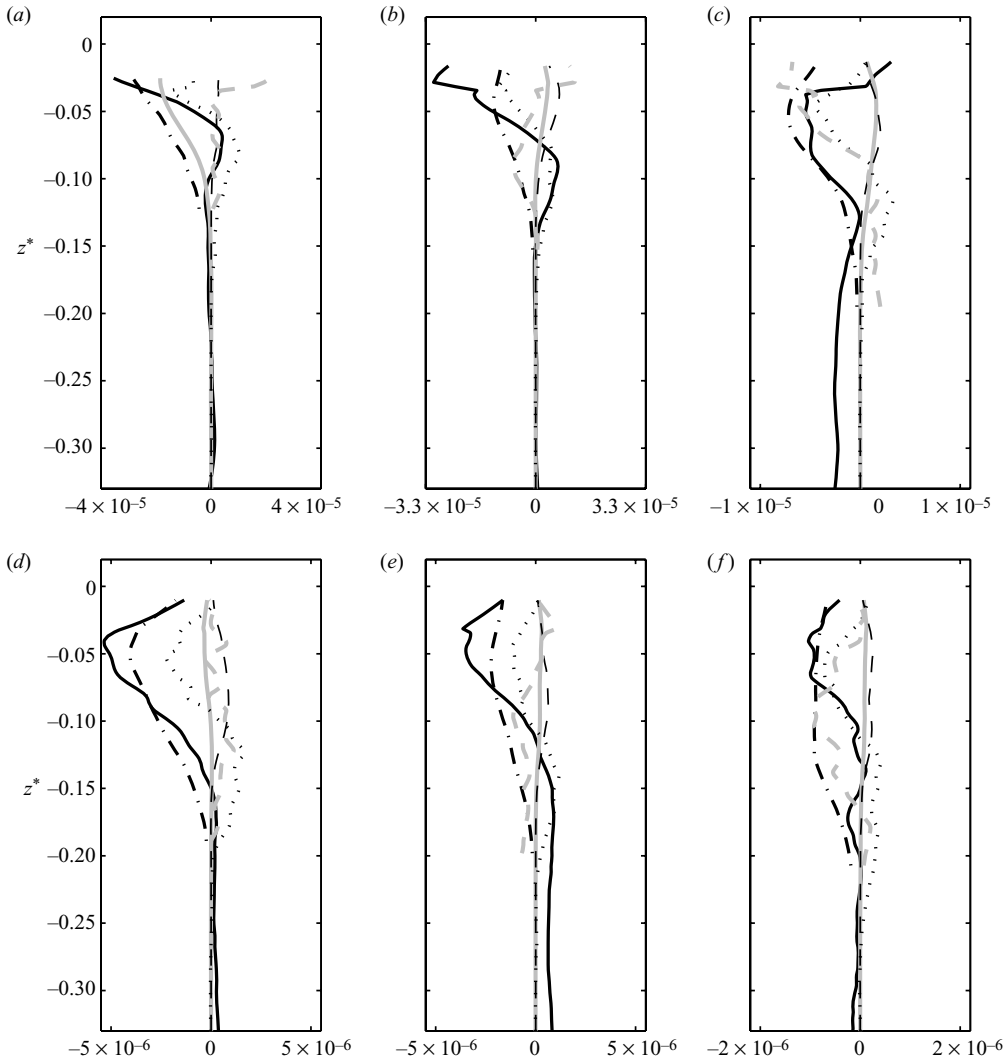 (a)
(b)
(c)
0
–0.05
–0.10
–0.15
–0.20
–0.25
–0.30
z*
–4 × 10⁻⁵ 0 4 × 10⁻⁵
–3.3 × 10⁻⁵ 0 3.3 × 10⁻⁵
–1 × 10⁻⁵ 0 1 × 10⁻⁵
(d)
(e)
(f)
0
–0.05
–0.10
–0.15
–0.20
–0.25
–0.30
z*
–5 × 10⁻⁶ 0 5 × 10⁻⁶
–5 × 10⁻⁶ 0 5 × 10⁻⁶
–2 × 10⁻⁶ 0 2 × 10⁻⁶